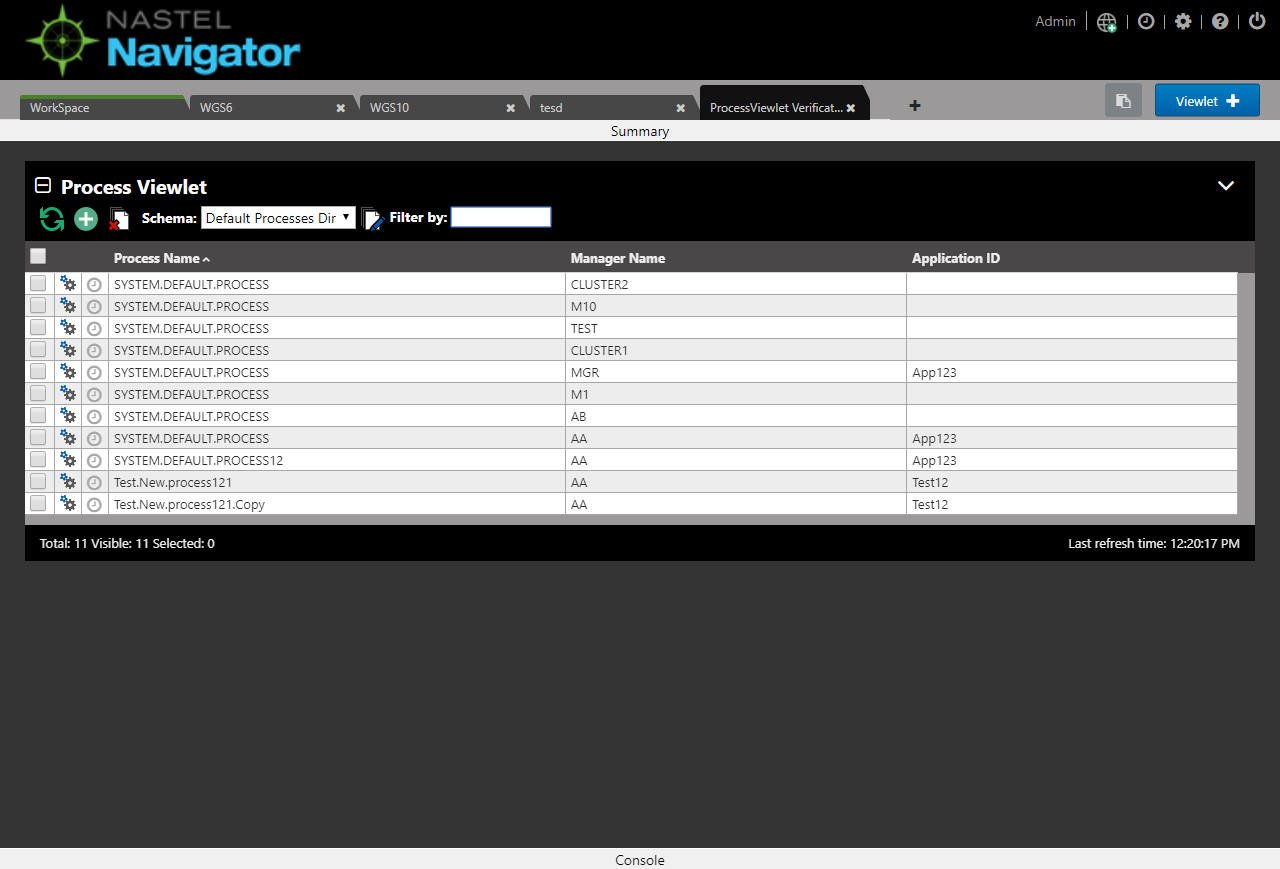 NASTEL
Navigator
Admin
WorkSpace WGS6 WGS10 tesd ProcessViewlet Verificat... Viewlet
Summary
Process Viewlet
Schema: Default Processes Dir Filter by:
Process Name Manager Name Application ID
SYSTEM.DEFAULT.PROCESS CLUSTER2
SYSTEM.DEFAULT.PROCESS M10
SYSTEM.DEFAULT.PROCESS TEST
SYSTEM.DEFAULT.PROCESS CLUSTER1
SYSTEM.DEFAULT.PROCESS MGR App123
SYSTEM.DEFAULT.PROCESS M1
SYSTEM.DEFAULT.PROCESS AB
SYSTEM.DEFAULT.PROCESS AA App123
SYSTEM.DEFAULT.PROCESS12 AA App123
Test.New.process121 AA Test12
Test.New.process121.Copy AA Test12
Total: 11 Visible: 11 Selected: 0 Last refresh time: 12:20:17 PM
Console